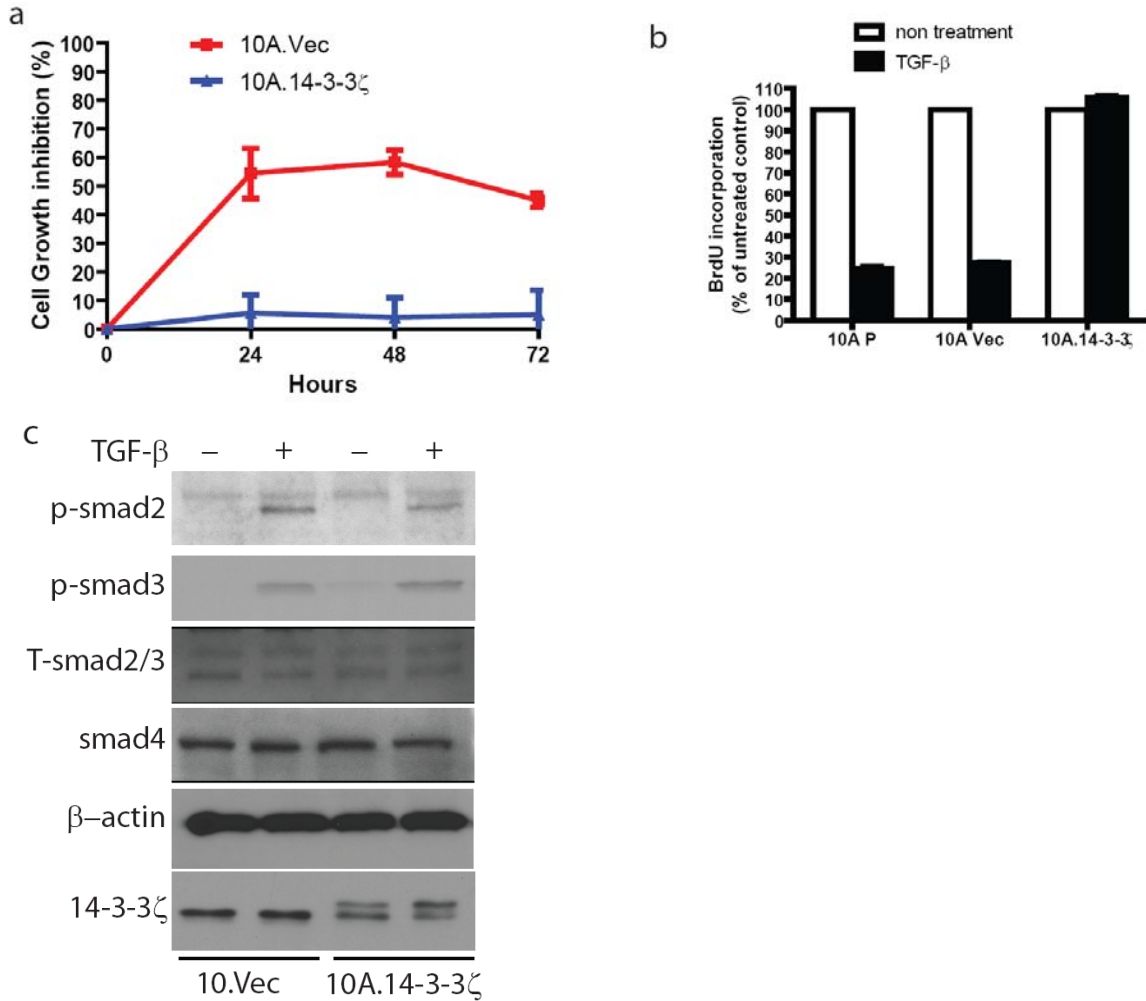 a
10A.Vec
10A.14-3-3ζ
Cell Growth inhibition (%)
100
90
80
70
60
50
40
30
20
10
0
0 24 48 72
Hours
b
non treatment
TGF-β
BrdU incorporation
(% of untreated control)
110
100
90
80
70
60
50
40
30
20
10
0
10A P 10A Vec 10A.14-3-3ζ
c
TGF-β – + – +
p-smad2
p-smad3
T-smad2/3
smad4
β–actin
14-3-3ζ
10.Vec 10A.14-3-3ζ